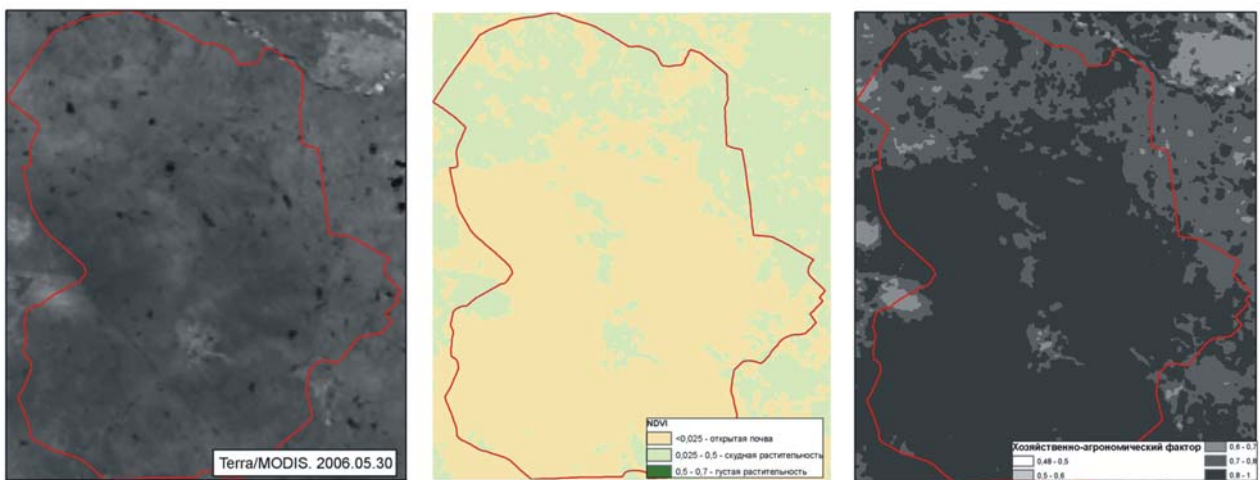 Terra/MODIS. 2006.05.30
NDVI
<0,025 - открытая почва
0,025 - 0,5 - скудная растительность
0,5 - 0,7 - густая растительность
Хозяйственно-агрономический фактор
0,48 - 0,5
0,5 - 0,6
0,6 - 0,7
0,7 - 0,8
0,8 - 1